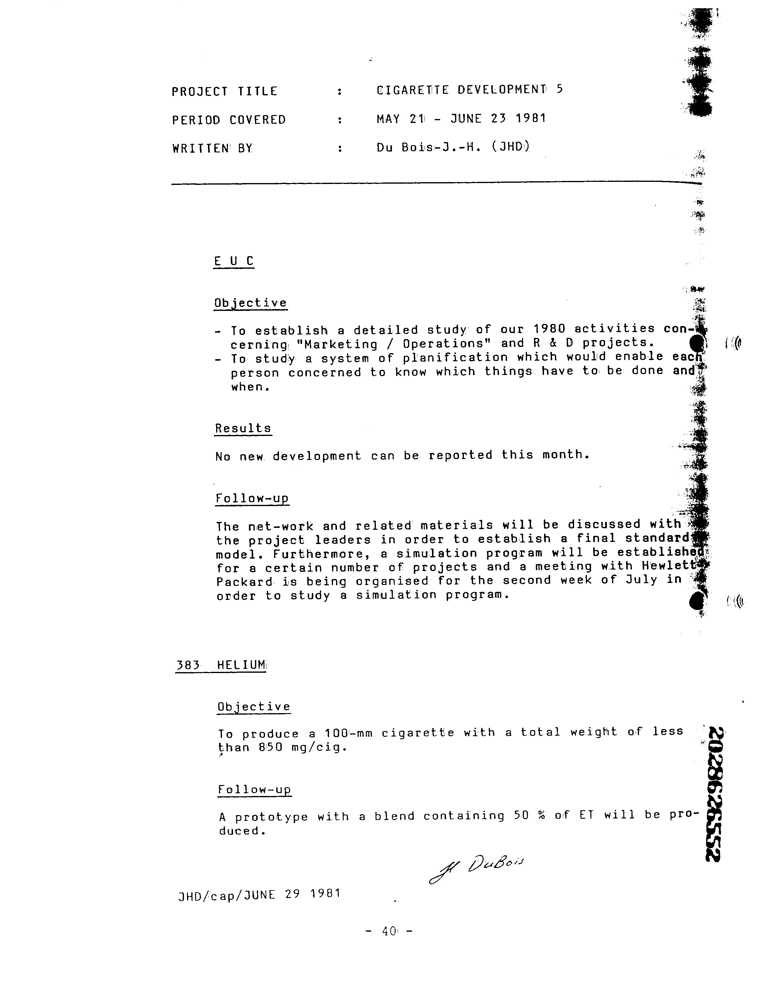 PROJECT TITLE : CIGARETTE DEVELOPMENT 5
PERIOD COVERED : MAY 21 - JUNE 23 1981
WRITTEN BY : Du Bois-J.-H. (JHD)
E U C
Objective
- To establish a detailed study of our 1980 activities con-
cerning "Marketing / Operations" and R & D projects.
- To study a system of planification which would enable each
person concerned to know which things have to be done and
when.
Results
No new development can be reported this month.
Follow-up
The net-work and related materials will be discussed with
the project leaders in order to establish a final standard
model. Furthermore, a simulation program will be established
for a certain number of projects and a meeting with Hewlett
Packard is being organised for the second week of July in
order to study a simulation program.
383 HELIUM
Objective
To produce a 100-mm cigarette with a total weight of less
than 850 mg/cig.
Follow-up
A prototype with a blend containing 50 % of ET will be pro-
duced.
JH DuBois
JHD/cap/JUNE 29 1981
- 40 -
2028626552